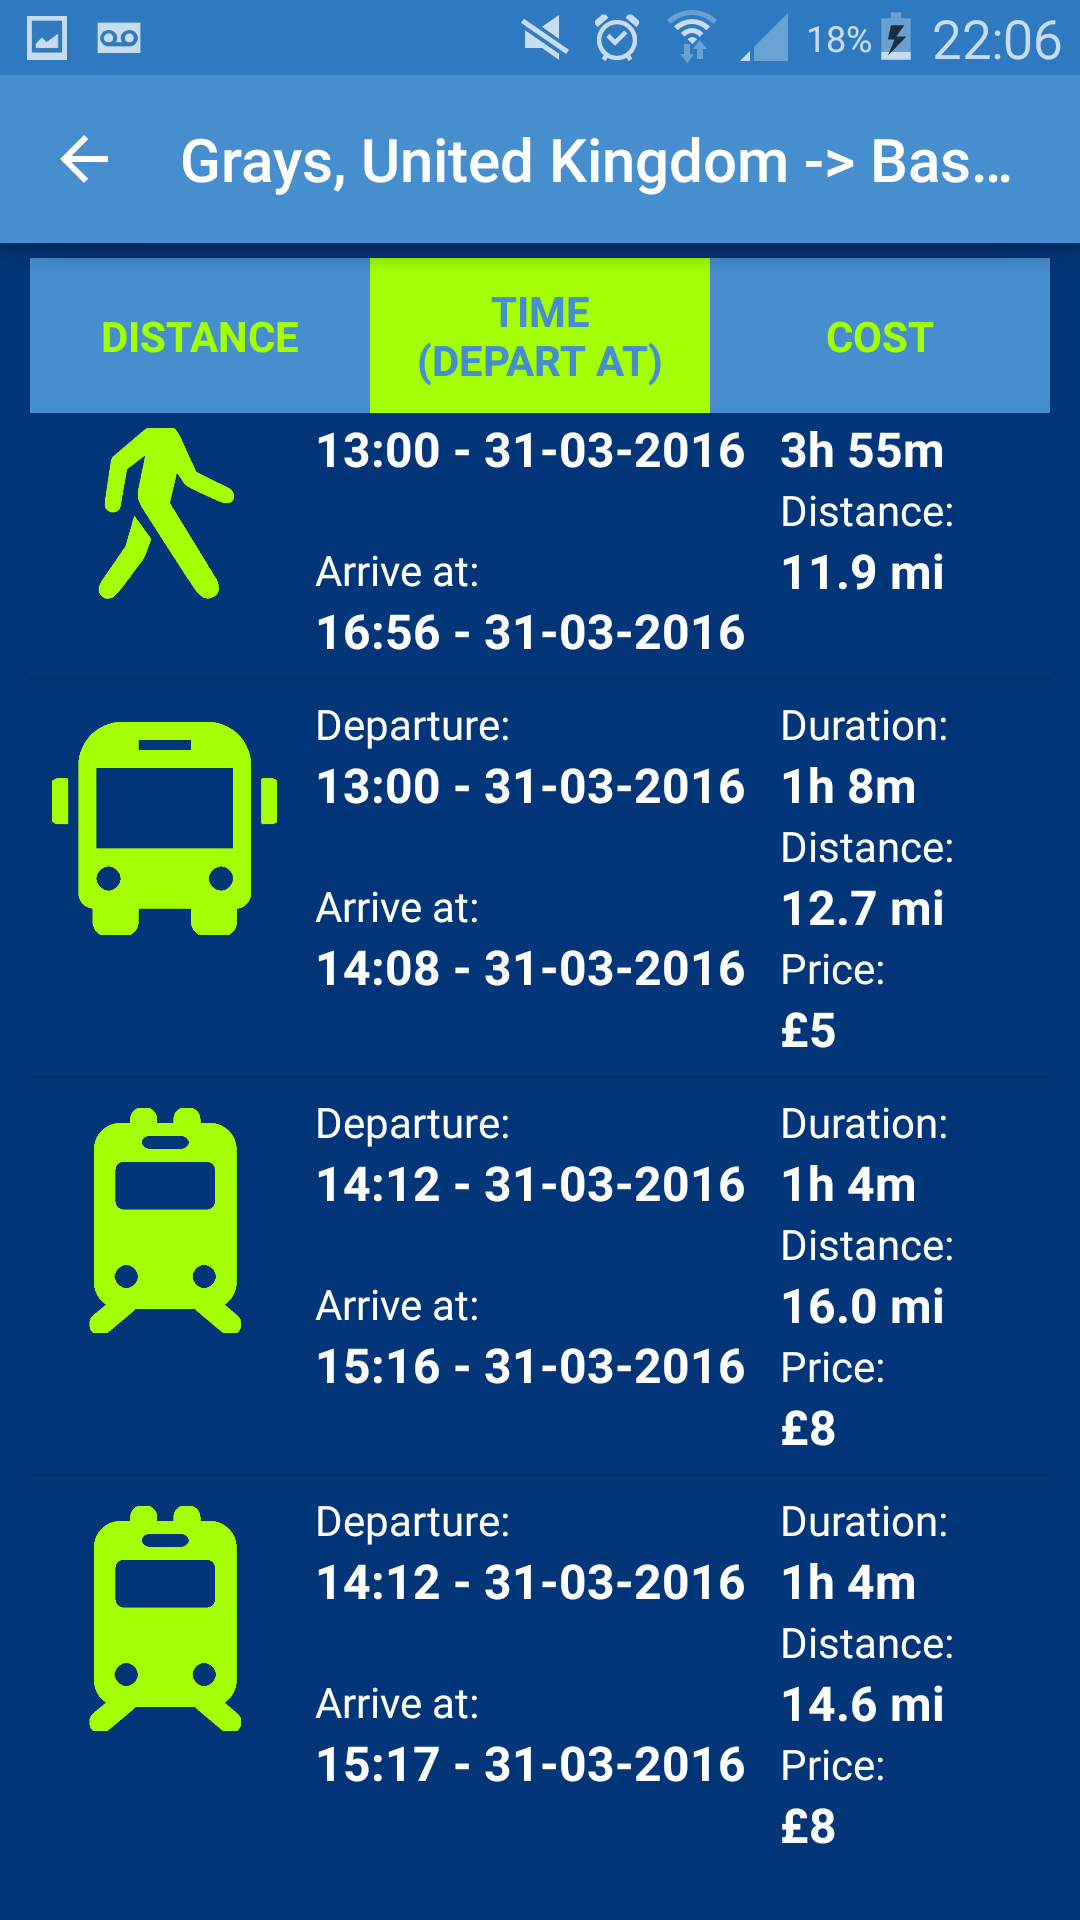 18% 22:06
Grays, United Kingdom -> Bas...
DISTANCE
TIME
(DEPART AT)
COST
13:00 - 31-03-2016
3h 55m
Distance:
Arrive at:
11.9 mi
16:56 - 31-03-2016
Departure:
Duration:
13:00 - 31-03-2016
1h 8m
Distance:
Arrive at:
12.7 mi
14:08 - 31-03-2016
Price:
£5
Departure:
Duration:
14:12 - 31-03-2016
1h 4m
Distance:
Arrive at:
16.0 mi
15:16 - 31-03-2016
Price:
£8
Departure:
Duration:
14:12 - 31-03-2016
1h 4m
Distance:
Arrive at:
14.6 mi
15:17 - 31-03-2016
Price:
£8